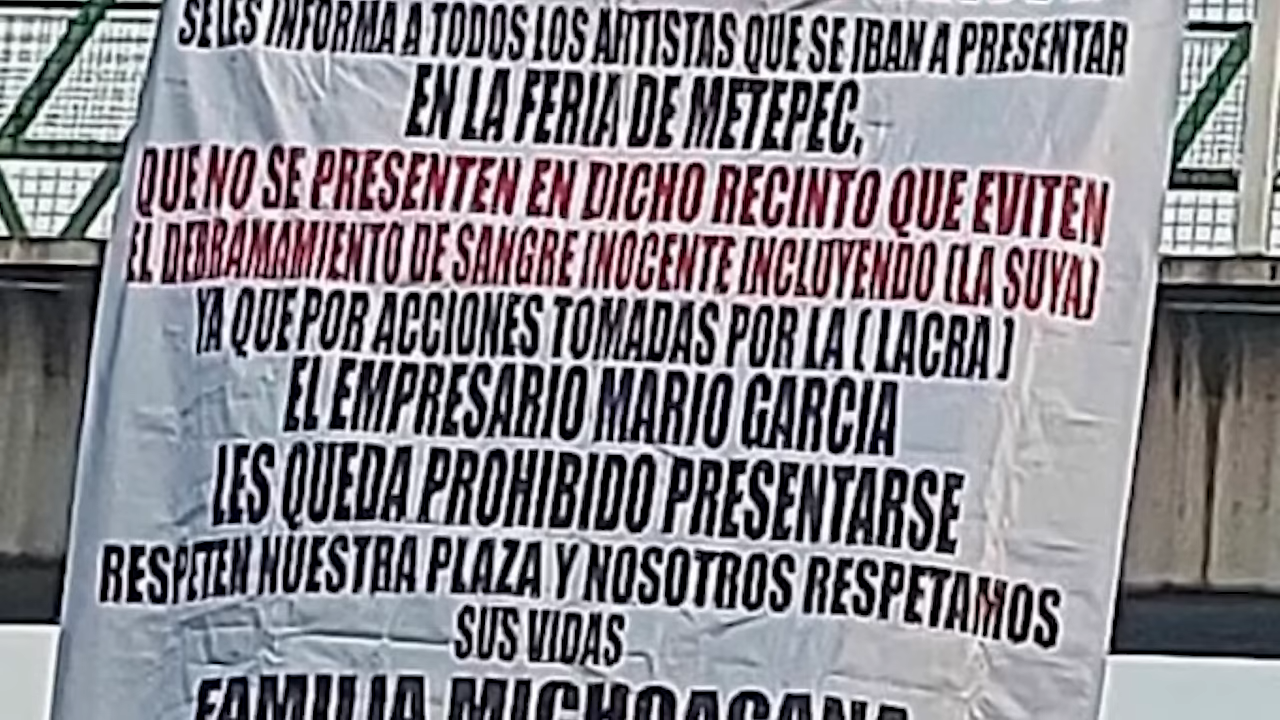 SE LES INFORMA A TODOS LOS ARTISTAS QUE SE IBAN A PRESENTAR
EN LA FERIA DE METEPEC,
QUE NO SE PRESENTEN EN DICHO RECINTO QUE EVITEN
EL DERRAMAMIENTO DE SANGRE INOCENTE INCLUYENDO (LA SUYA)
YA QUE POR ACCIONES TOMADAS POR LA ( LACRA )
EL EMPRESARIO MARIO GARCIA
LES QUEDA PROHIBIDO PRESENTARSE
RESPETEN NUESTRA PLAZA Y NOSOTROS RESPETAMOS
SUS VIDAS
FAMILIA MICHOACANA